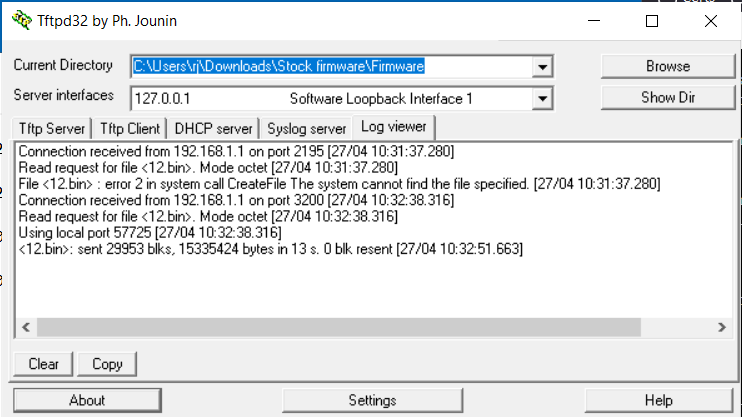 Tftpd32 by Ph. Jounin
Current Directory C:\Users\rj\Downloads\Stock firmware\Firmware Browse
Server interfaces 127.0.0.1 Software Loopback Interface 1 Show Dir
Tftp Server Tftp Client DHCP server Syslog server Log viewer
Connection received from 192.168.1.1 on port 2195 [27/04 10:31:37.280]
Read request for file <12.bin>. Mode octet [27/04 10:31:37.280]
File <12.bin> : error 2 in system call CreateFile The system cannot find the file specified. [27/04 10:31:37.280]
Connection received from 192.168.1.1 on port 3200 [27/04 10:32:38.316]
Read request for file <12.bin>. Mode octet [27/04 10:32:38.316]
Using local port 57725 [27/04 10:32:38.316]
<12.bin>: sent 29953 blks, 15335424 bytes in 13 s. 0 blk resent [27/04 10:32:51.663]
Clear Copy
About Settings Help